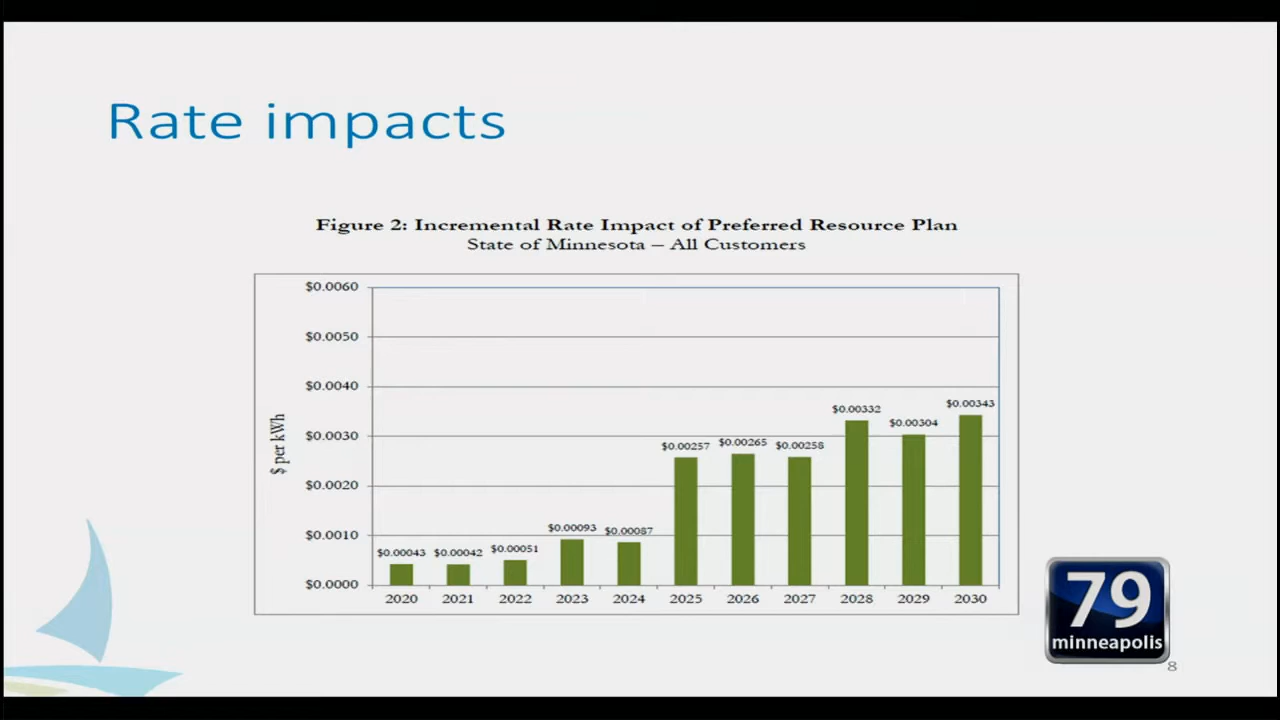 Rate impacts
Figure 2: Incremental Rate Impact of Preferred Resource Plan
State of Minnesota – All Customers
$0.0060
$0.0050
$0.0040
$0.0030
$0.0020
$0.0010
$0.0000
$ per kWh
$0.00043 $0.00042 $0.00051 $0.00093 $0.00087 $0.00257 $0.00265 $0.00258 $0.00332 $0.00304 $0.00343
2020 2021 2022 2023 2024 2025 2026 2027 2028 2029 2030
79
minneapolis
8